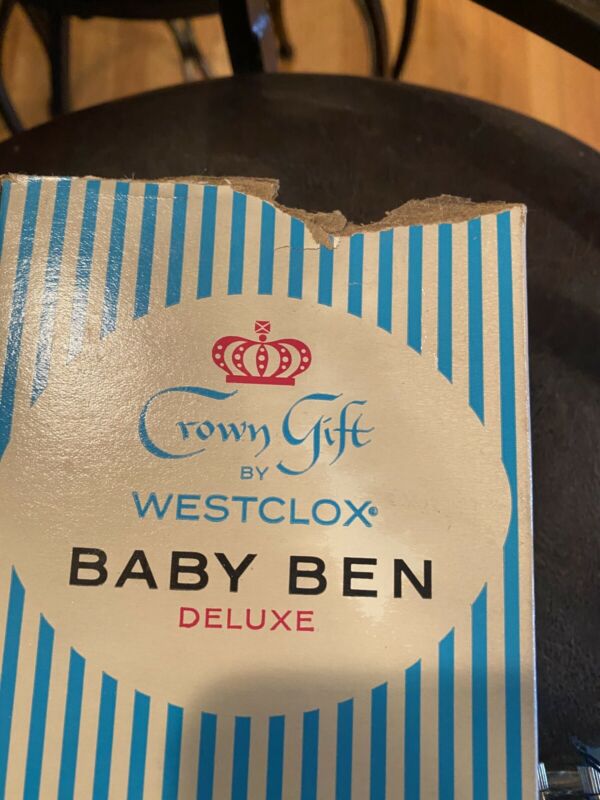 Crown Gift
BY
WESTCLOX®
BABY BEN
DELUXE